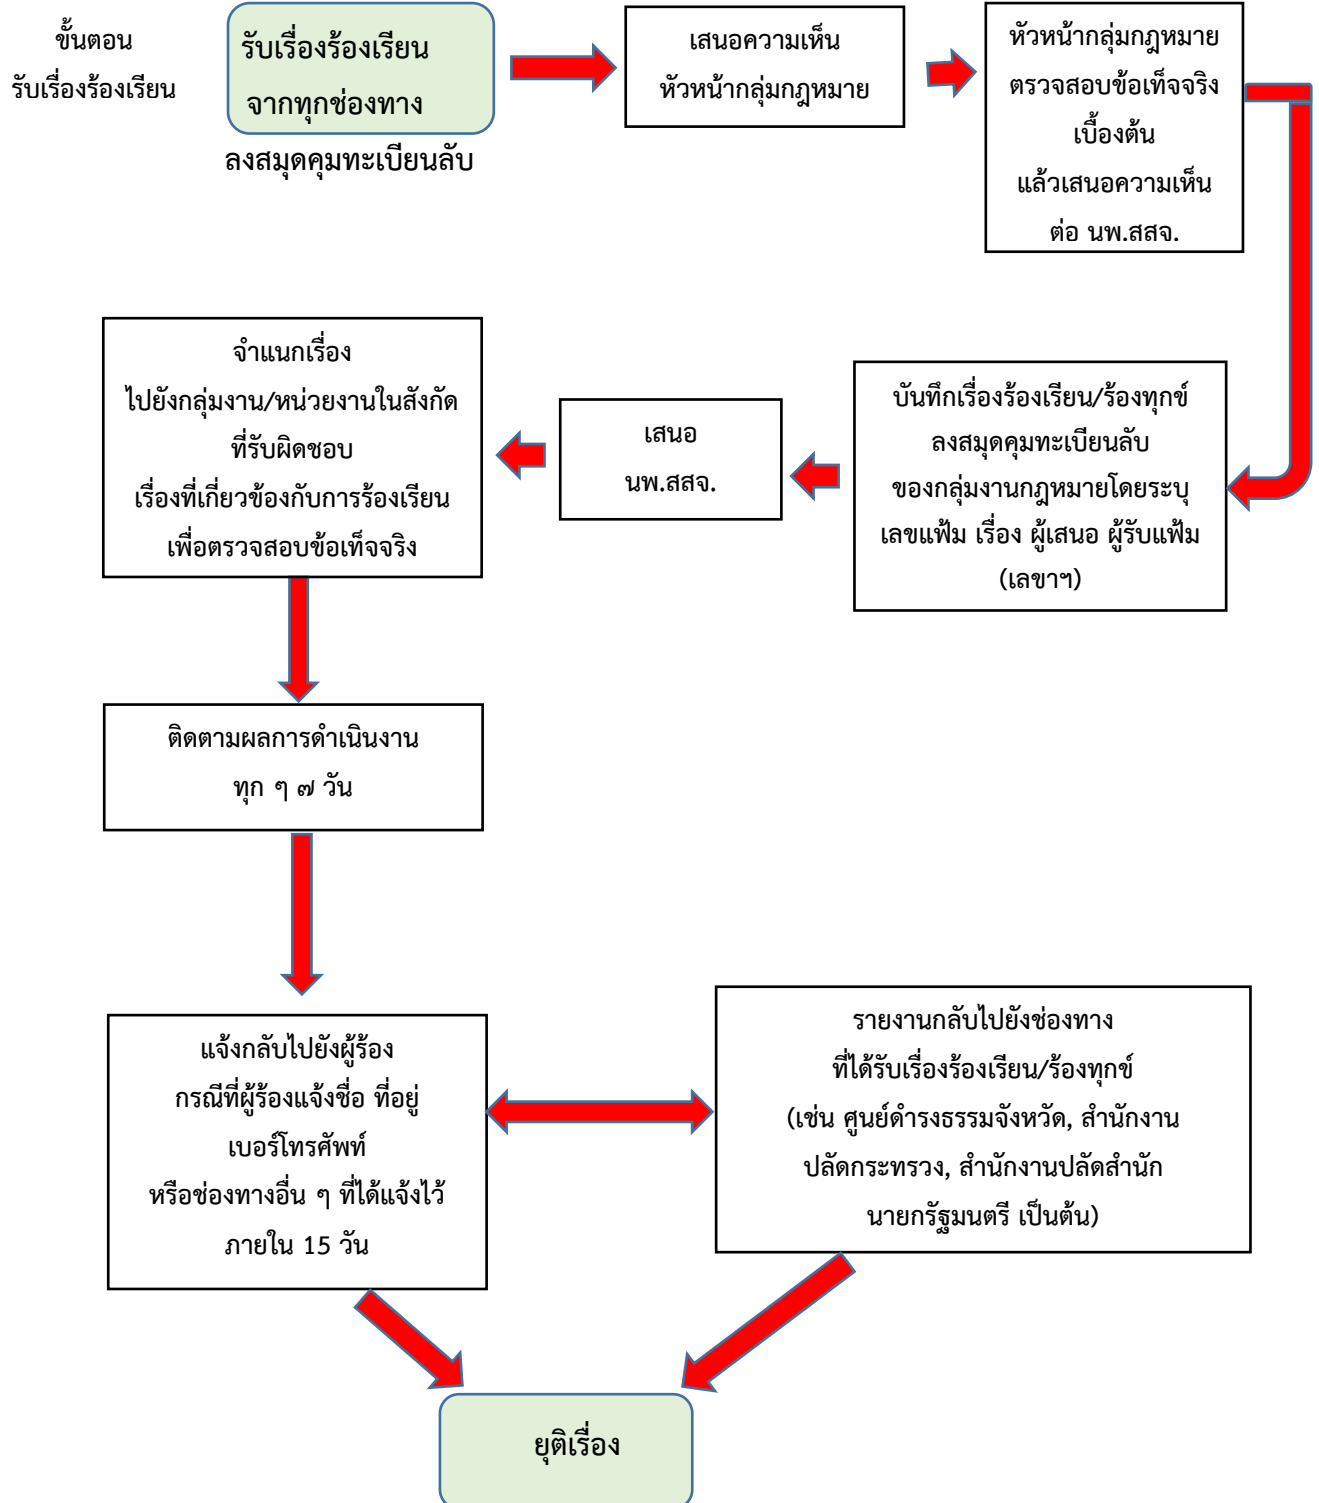 ขั้นตอน
รับเรื่องร้องเรียน
รับเรื่องร้องเรียน
จากทุกช่องทาง
ลงสมุดคุมทะเบียนลับ
เสนอความเห็น
หัวหน้ากลุ่มกฎหมาย
หัวหน้ากลุ่มกฎหมาย
ตรวจสอบข้อเท็จจริง
เบื้องต้น
แล้วเสนอความเห็น
ต่อ นพ.สสจ.
บันทึกเรื่องร้องเรียน/ร้องทุกข์
ลงสมุดคุมทะเบียนลับ
ของกลุ่มงานกฎหมายโดยระบุ
เลขแฟ้ม เรื่อง ผู้เสนอ ผู้รับแฟ้ม
(เลขาฯ)
เสนอ
นพ.สสจ.
จำแนกเรื่อง
ไปยังกลุ่มงาน/หน่วยงานในสังกัด
ที่รับผิดชอบ
เรื่องที่เกี่ยวข้องกับการร้องเรียน
เพื่อตรวจสอบข้อเท็จจริง
ติดตามผลการดำเนินงาน
ทุก ๆ ๗ วัน
แจ้งกลับไปยังผู้ร้อง
กรณีที่ผู้ร้องแจ้งชื่อ ที่อยู่
เบอร์โทรศัพท์
หรือช่องทางอื่น ๆ ที่ได้แจ้งไว้
ภายใน 15 วัน
รายงานกลับไปยังช่องทาง
ที่ได้รับเรื่องร้องเรียน/ร้องทุกข์
(เช่น ศูนย์ดำรงธรรมจังหวัด, สำนักงาน
ปลัดกระทรวง, สำนักงานปลัดสำนัก
นายกรัฐมนตรี เป็นต้น)
ยุติเรื่อง